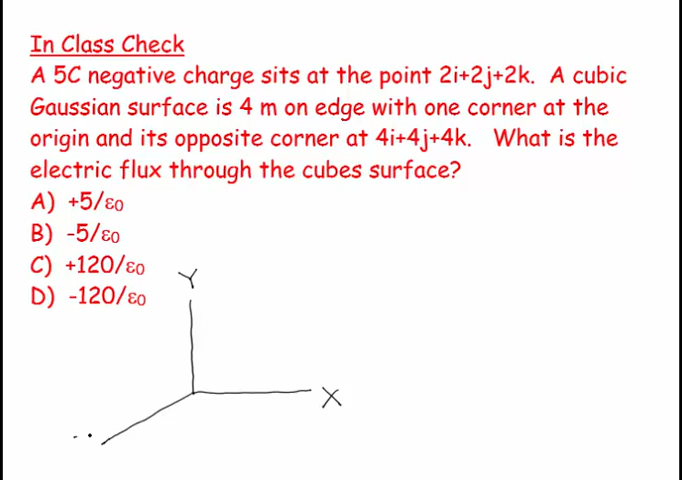 In Class Check
A 5C negative charge sits at the point 2i+2j+2k. A cubic
Gaussian surface is 4 m on edge with one corner at the
origin and its opposite corner at 4i+4j+4k. What is the
electric flux through the cubes surface?
A) +5/ε0
B) -5/ε0
C) +120/ε0
D) -120/ε0
Y
X